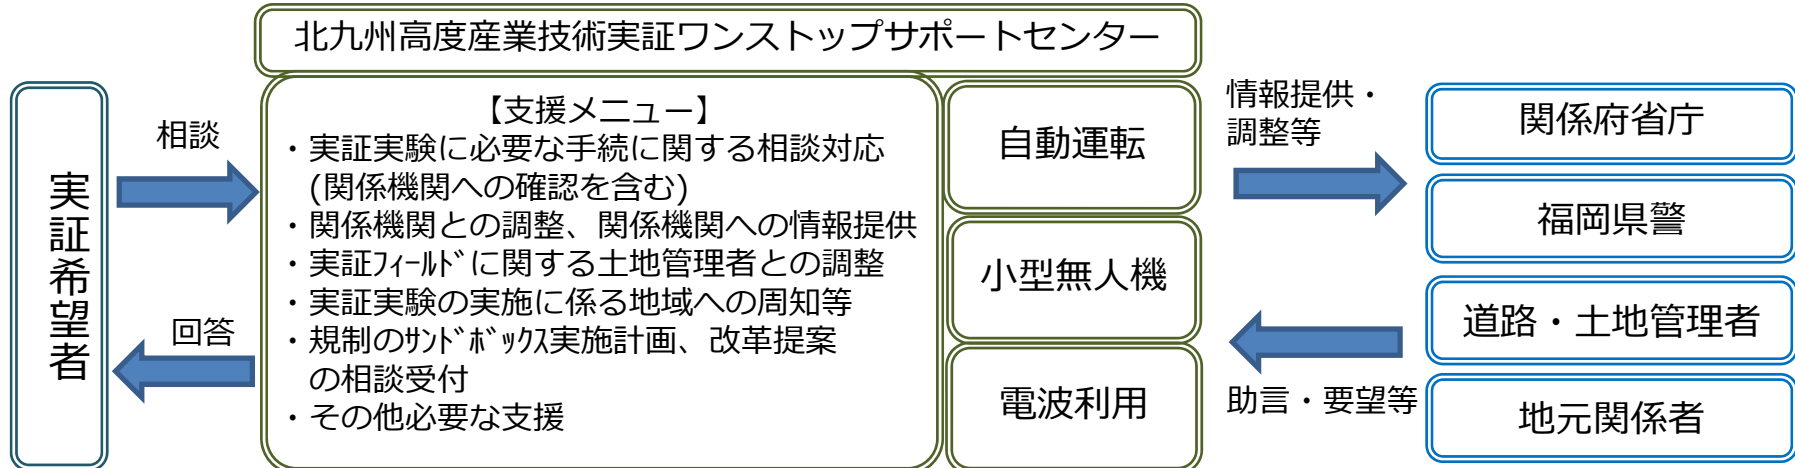 北九州高度産業技術実証ワンストップサポートセンター
実証希望者
相談
回答
【支援メニュー】
・実証実験に必要な手続に関する相談対応
(関係機関への確認を含む)
・関係機関との調整、関係機関への情報提供
・実証ﾌｨｰﾙﾄﾞに関する土地管理者との調整
・実証実験の実施に係る地域への周知等
・規制のｻﾝﾄﾞﾎﾞｯｸｽ実施計画、改革提案
の相談受付
・その他必要な支援
自動運転
小型無人機
電波利用
情報提供・
調整等
助言・要望等
関係府省庁
福岡県警
道路・土地管理者
地元関係者